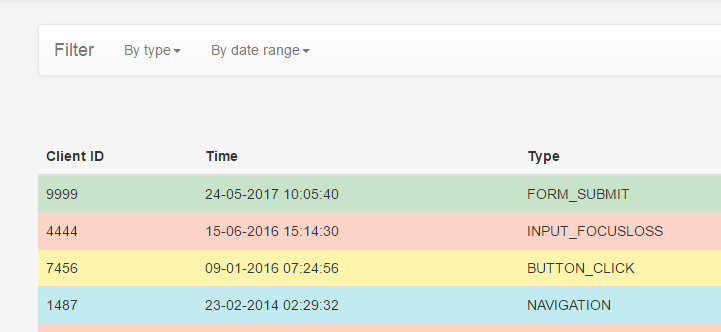 Filter By type By date range
Client ID Time Type
9999 24-05-2017 10:05:40 FORM_SUBMIT
4444 15-06-2016 15:14:30 INPUT_FOCUSLOSS
7456 09-01-2016 07:24:56 BUTTON_CLICK
1487 23-02-2014 02:29:32 NAVIGATION